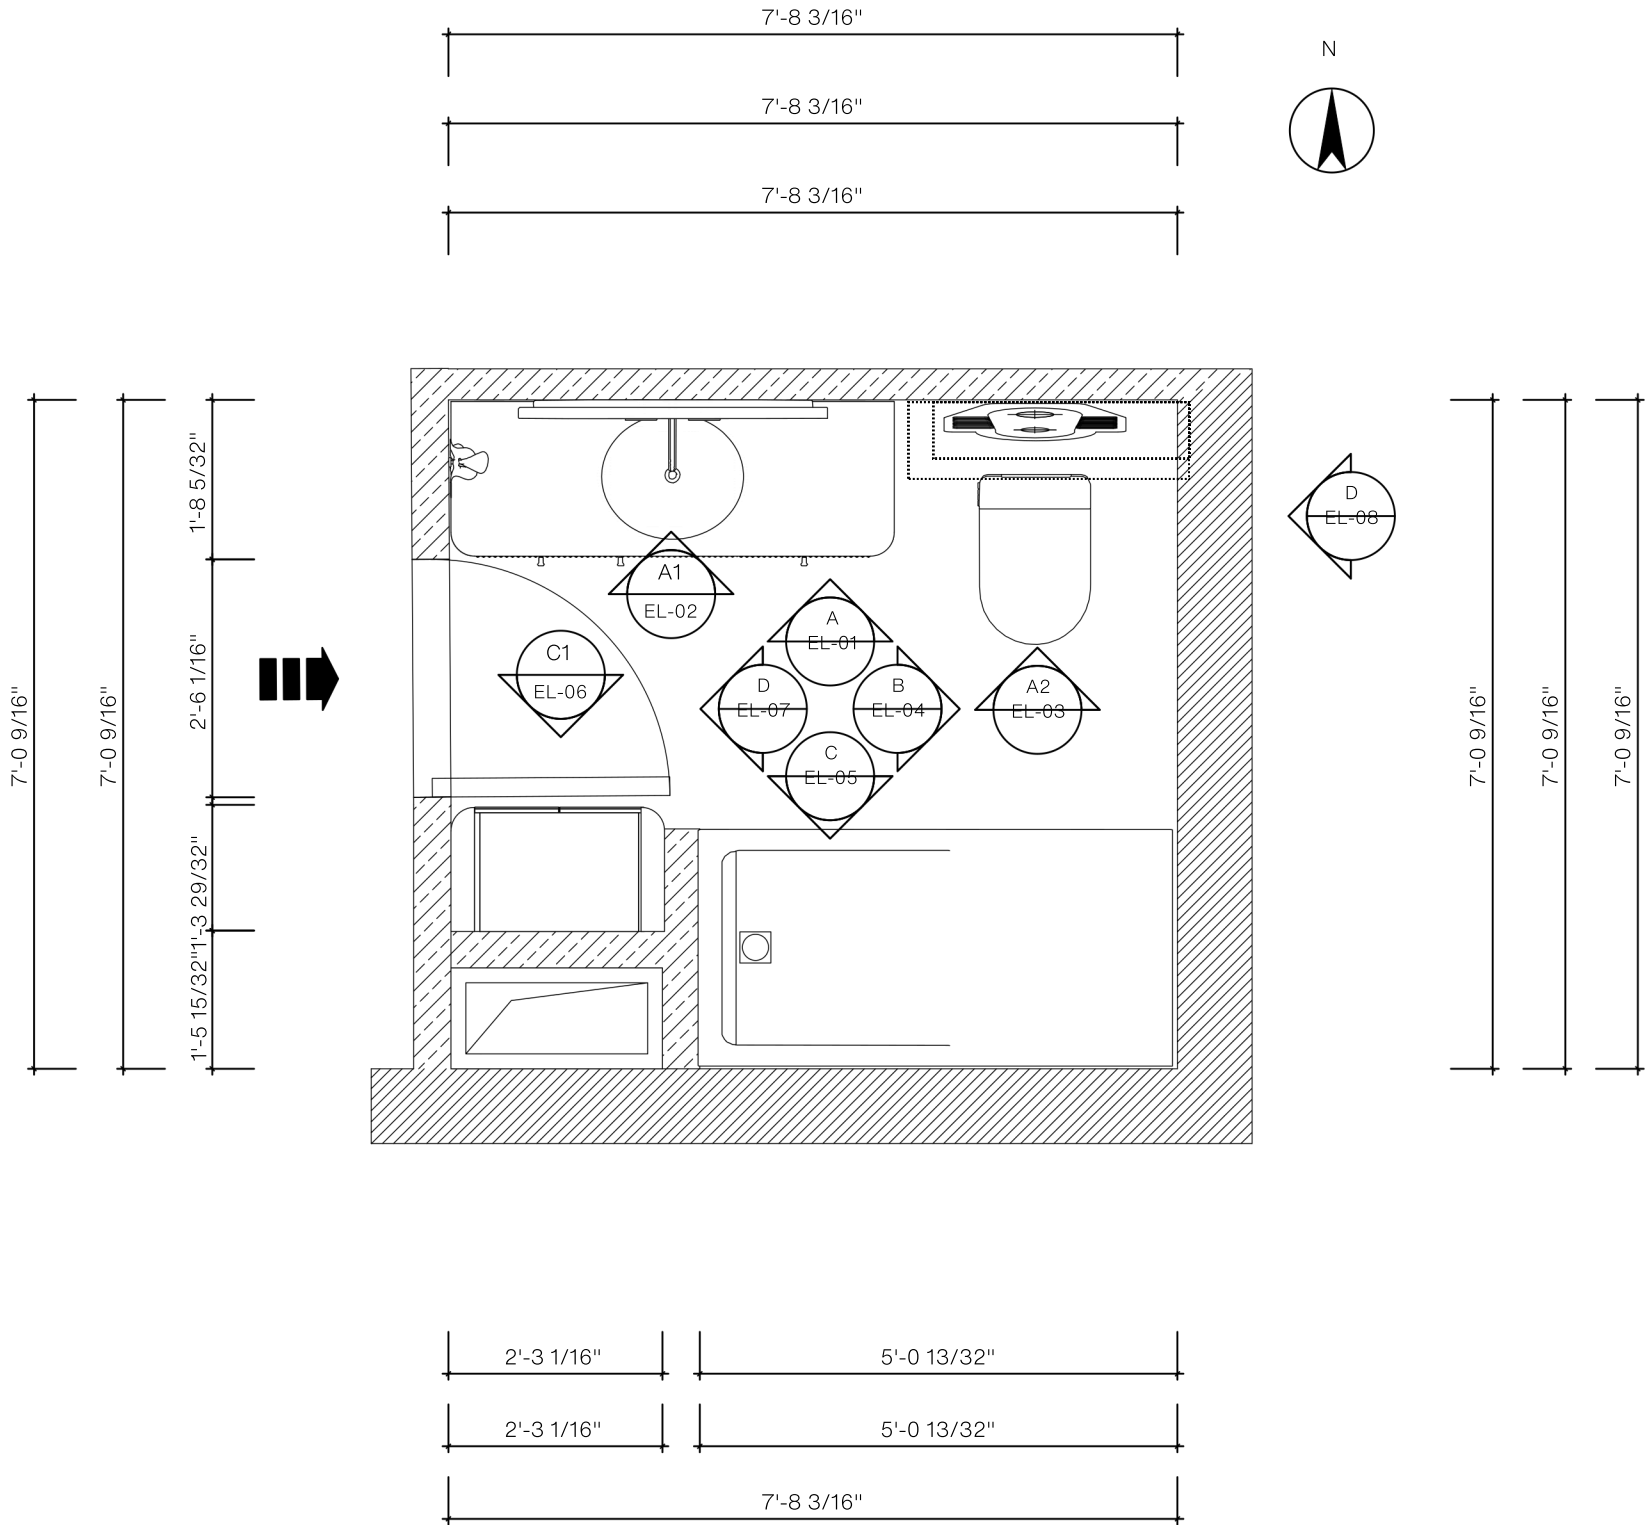 7'-8 3/16"
N
7'-8 3/16"
7'-8 3/16"
1'-8 5/32"
2'-6 1/16"
1'-3 29/32"
1'-5 15/32"
7'-0 9/16"
7'-0 9/16"
A1
EL-02
C1
EL-06
A
EL-01
D
EL-07
B
EL-04
C
EL-05
A2
EL-03
D
EL-08
7'-0 9/16"
7'-0 9/16"
7'-0 9/16"
2'-3 1/16"
5'-0 13/32"
2'-3 1/16"
5'-0 13/32"
7'-8 3/16"